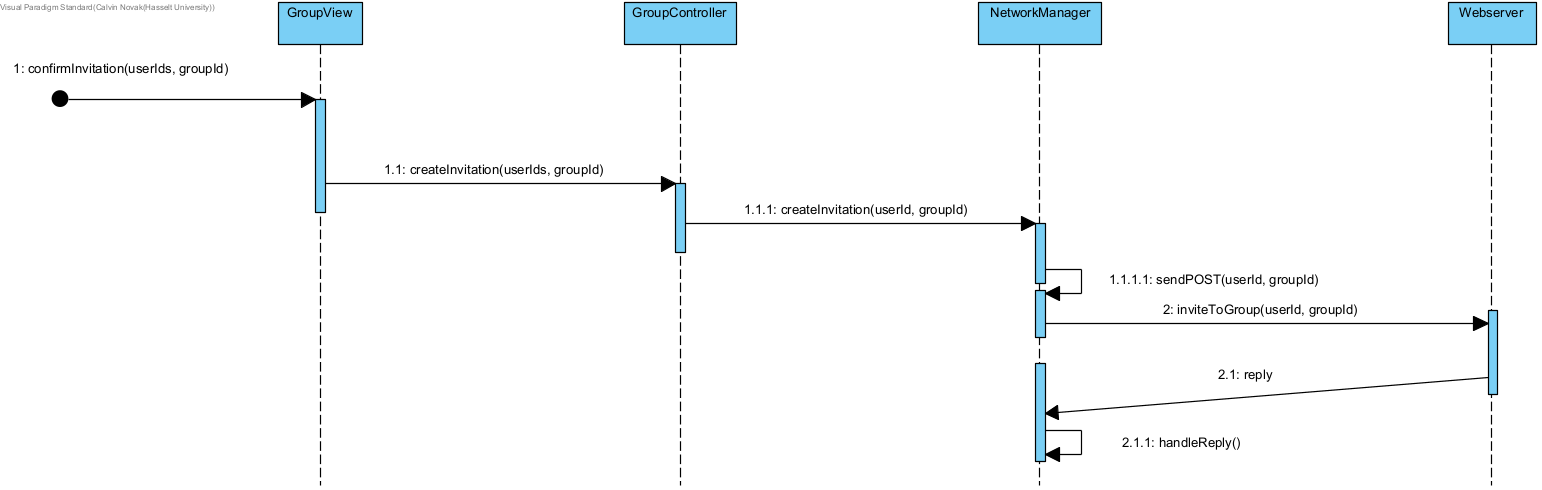 Visual Paradigm Standard(Calvin Novak(Hasselt University))
GroupView
GroupController
NetworkManager
Webserver
1: confirmInvitation(userIds, groupId)
1.1: createInvitation(userIds, groupId)
1.1.1: createInvitation(userId, groupId)
1.1.1.1: sendPOST(userId, groupId)
2: inviteToGroup(userId, groupId)
2.1: reply
2.1.1: handleReply()